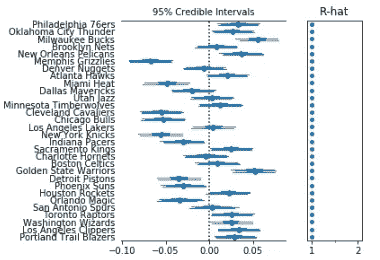 95% Credible Intervals
R-hat
Philadelphia 76ers
Oklahoma City Thunder
Milwaukee Bucks
Brooklyn Nets
New Orleans Pelicans
Memphis Grizzlies
Denver Nuggets
Atlanta Hawks
Miami Heat
Dallas Mavericks
Utah Jazz
Minnesota Timberwolves
Cleveland Cavaliers
Chicago Bulls
Los Angeles Lakers
New York Knicks
Indiana Pacers
Sacramento Kings
Charlotte Hornets
Boston Celtics
Golden State Warriors
Detroit Pistons
Phoenix Suns
Houston Rockets
Orlando Magic
San Antonio Spurs
Toronto Raptors
Washington Wizards
Los Angeles Clippers
Portland Trail Blazers
−0.10 −0.05 0.00 0.05
1 2